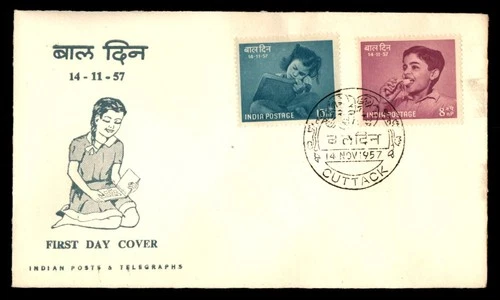 बाल दिन
14-11-57
FIRST DAY COVER
INDIAN POSTS & TELEGRAPHS
बाल दिन
14-11-57
INDIA POSTAGE
बाल दिन
14-11-57
INDIA POSTAGE
बाल दिन
14 NOV 1957
CUTTACK